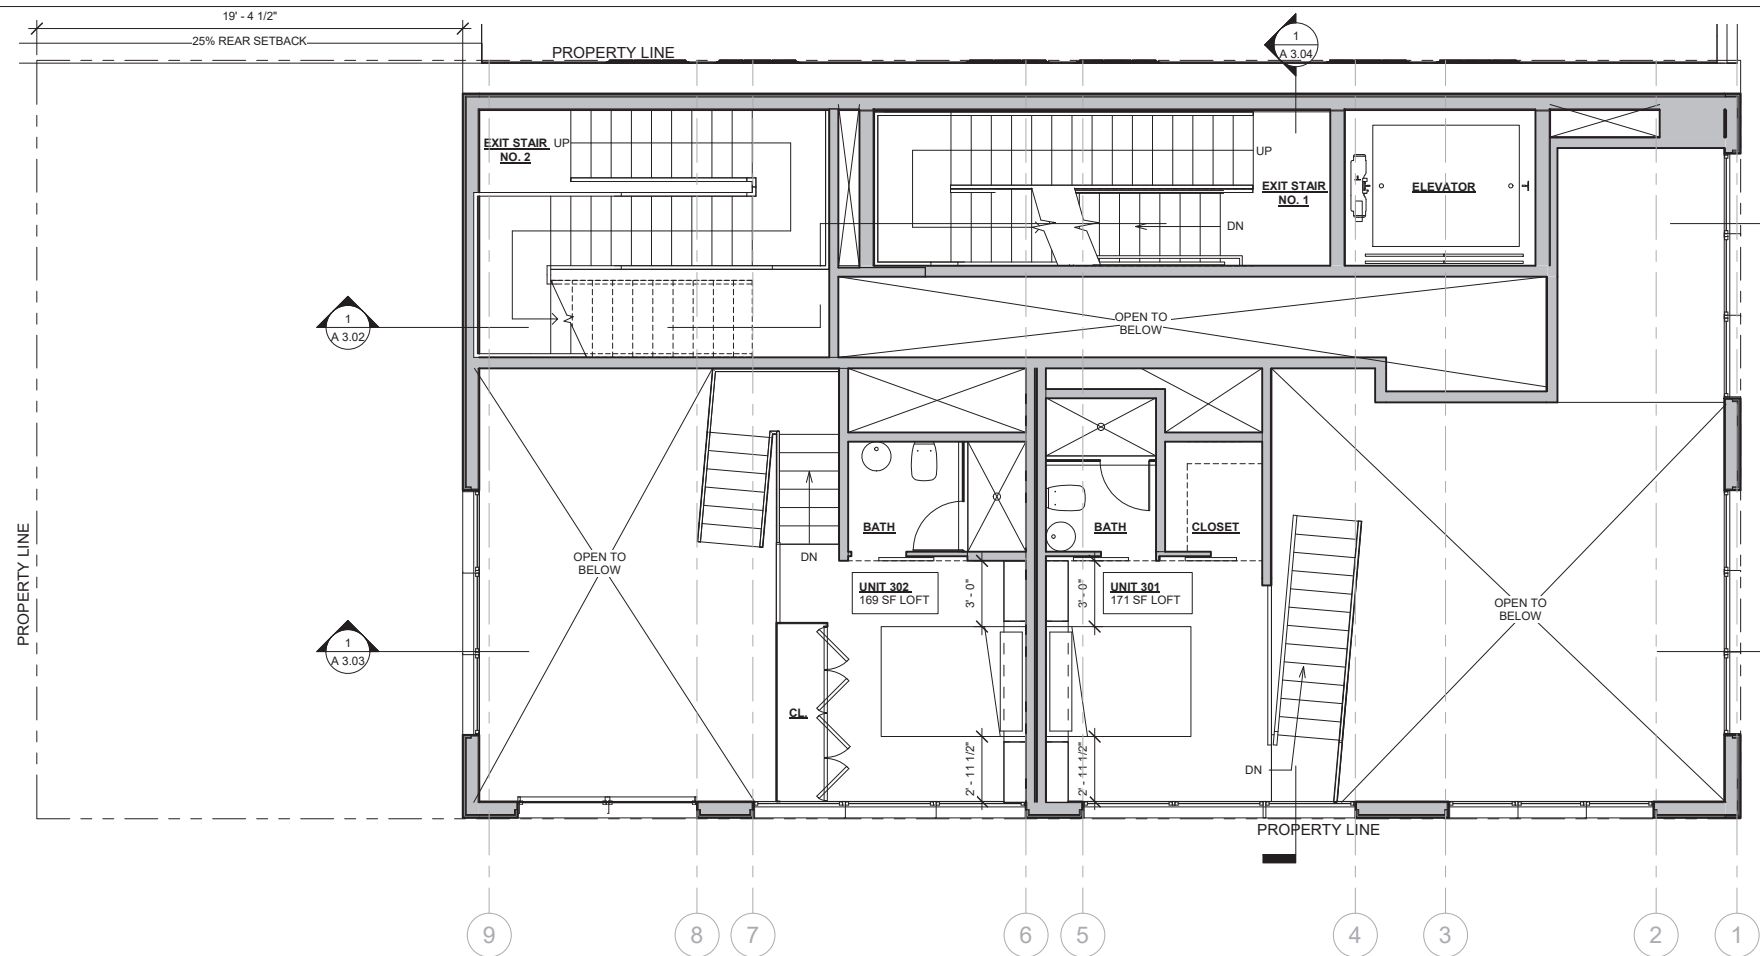 19' - 4 1/2"
25% REAR SETBACK
PROPERTY LINE
1
A 3.04
EXIT STAIR
NO. 2
UP
UP
EXIT STAIR
NO. 1
DN
ELEVATOR
1
A 3.02
OPEN TO
BELOW
PROPERTY LINE
OPEN TO
BELOW
DN
BATH
BATH
CLOSET
UNIT 302
169 SF LOFT
3' - 0"
3' - 0"
UNIT 301
171 SF LOFT
OPEN TO
BELOW
1
A 3.03
CL.
2' - 11 1/2"
2' - 11 1/2"
DN
PROPERTY LINE
9
8
7
6
5
4
3
2
1